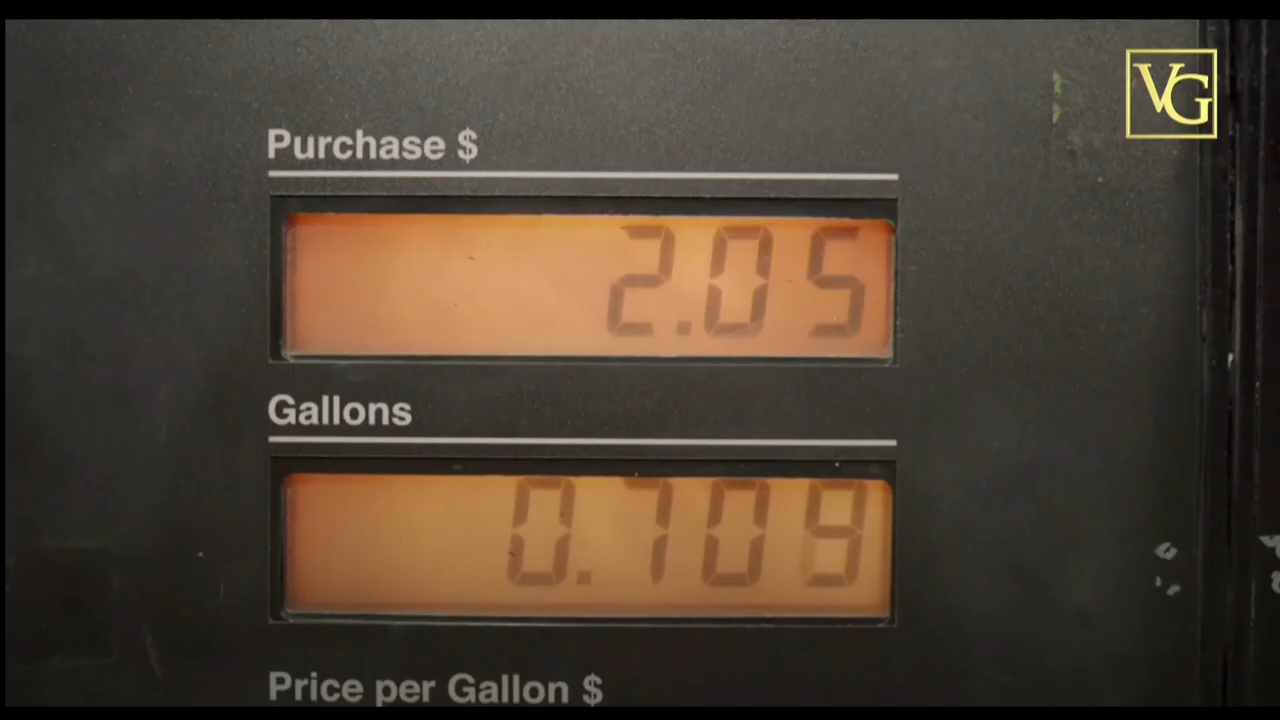 VG
Purchase $
2.05
Gallons
0.709
Price per Gallon $